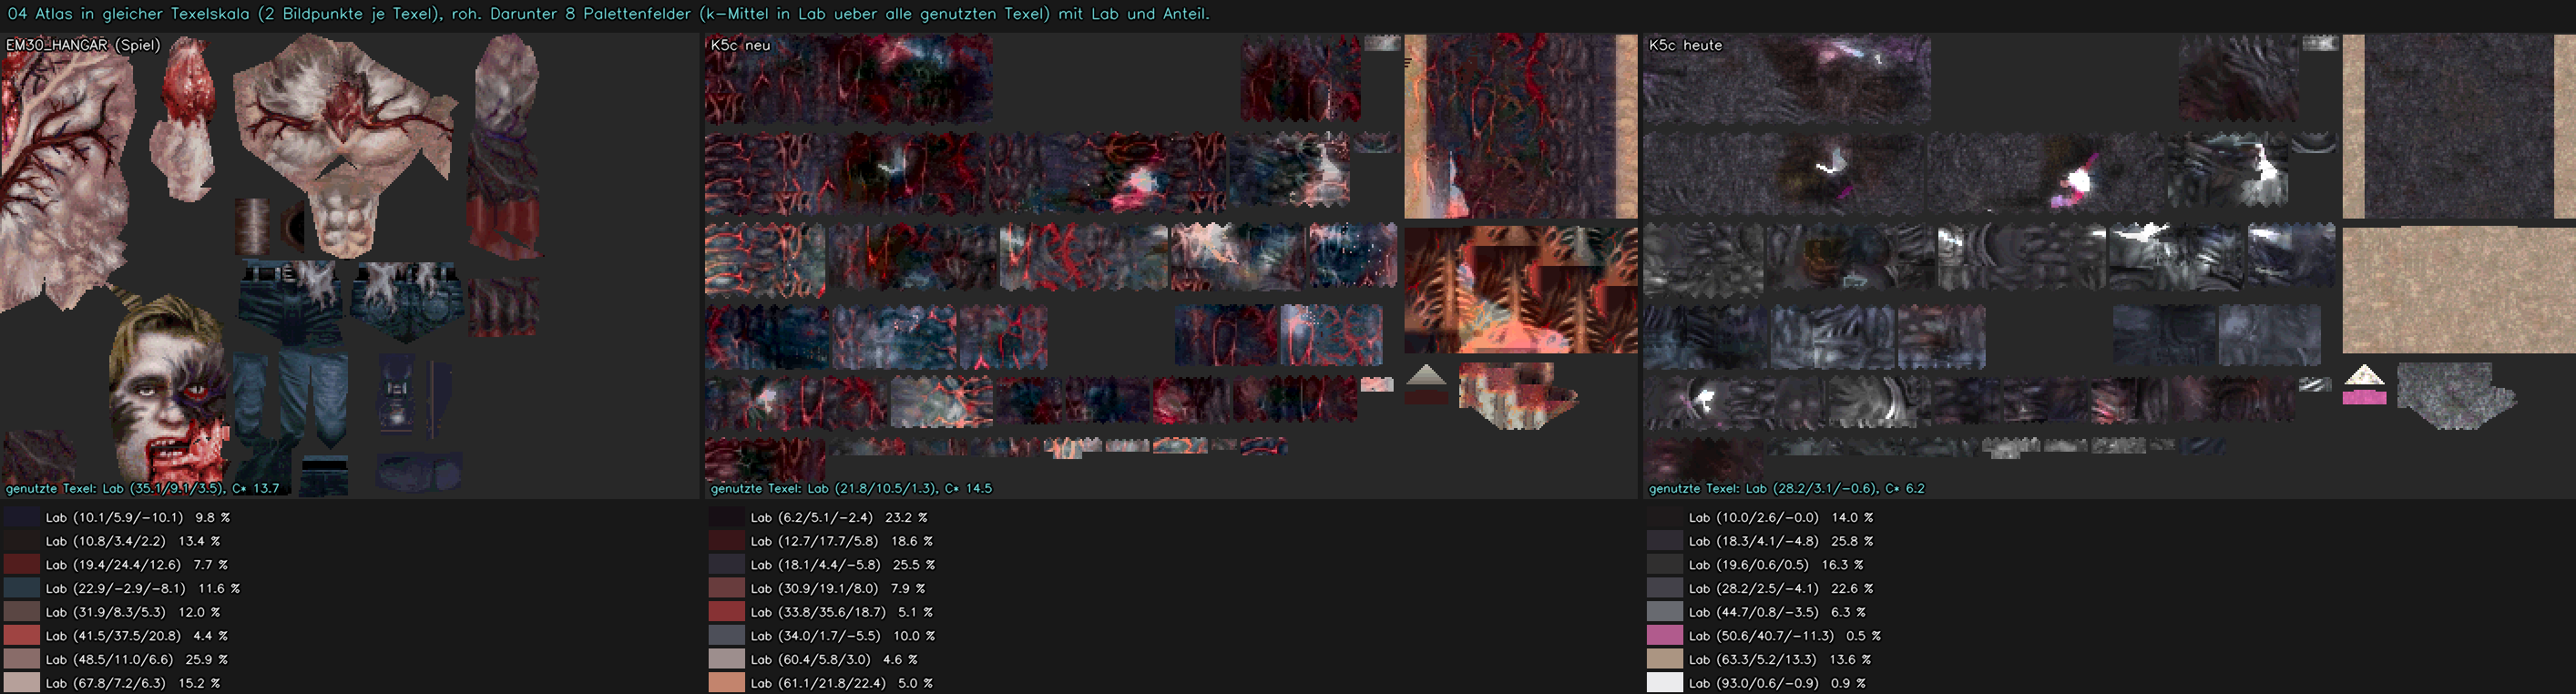 04 Atlas in gleicher Texelskala (2 Bildpunkte je Texel), roh. Darunter 8 Palettenfelder (k-Mittel in Lab ueber alle genutzten Texel) mit Lab und Anteil.
EM30_HANGAR (Spiel)
genutzte Texel: Lab (35.1/9.1/3.5), C* 13.7
Lab (10.1/5.9/-10.1) 9.8 %
Lab (10.8/3.4/2.2) 13.4 %
Lab (19.4/24.4/12.6) 7.7 %
Lab (22.9/-2.9/-8.1) 11.6 %
Lab (31.9/8.3/5.3) 12.0 %
Lab (41.5/37.5/20.8) 4.4 %
Lab (48.5/11.0/6.6) 25.9 %
Lab (67.8/7.2/6.3) 15.2 %
K5c neu
genutzte Texel: Lab (21.8/10.5/1.3), C* 14.5
Lab (6.2/5.1/-2.4) 23.2 %
Lab (12.7/17.7/5.8) 18.6 %
Lab (18.1/4.4/-5.8) 25.5 %
Lab (30.9/19.1/8.0) 7.9 %
Lab (33.8/35.6/18.7) 5.1 %
Lab (34.0/1.7/-5.5) 10.0 %
Lab (60.4/5.8/3.0) 4.6 %
Lab (61.1/21.8/22.4) 5.0 %
K5c heute
genutzte Texel: Lab (28.2/3.1/-0.6), C* 6.2
Lab (10.0/2.6/-0.0) 14.0 %
Lab (18.3/4.1/-4.8) 25.8 %
Lab (19.6/0.6/0.5) 16.3 %
Lab (28.2/2.5/-4.1) 22.6 %
Lab (44.7/0.8/-3.5) 6.3 %
Lab (50.6/40.7/-11.3) 0.5 %
Lab (63.3/5.2/13.3) 13.6 %
Lab (93.0/0.6/-0.9) 0.9 %